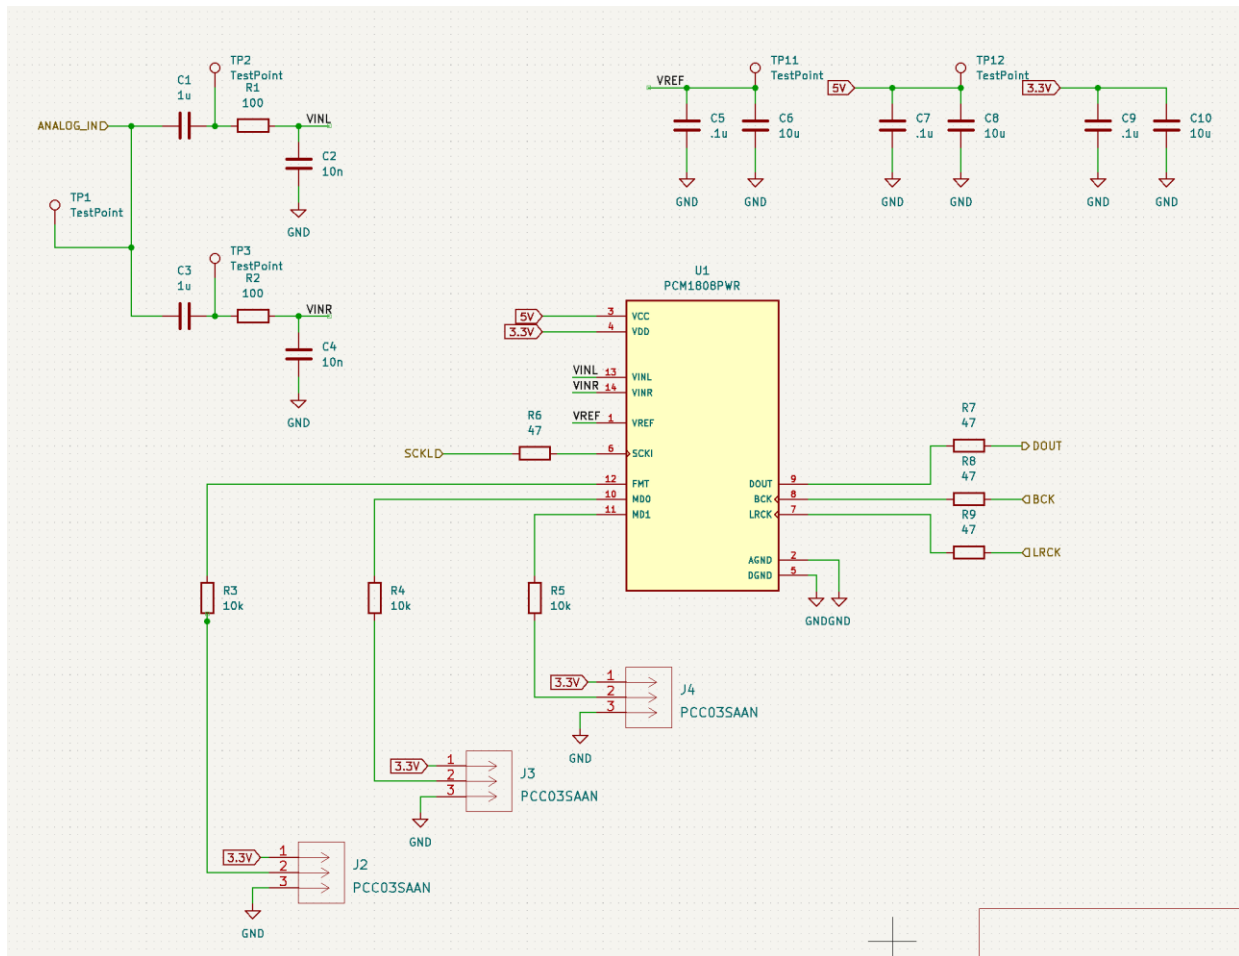 TP2
TestPoint
C1
1u
R1
100
ANALOG_IN
VINL
C2
10n
GND
TP1
TestPoint
TP3
TestPoint
C3
1u
R2
100
VINR
C4
10n
GND
VREF
TP11
TestPoint
C5
.1u
C6
10u
GND
GND
5V
TP12
TestPoint
C7
.1u
C8
10u
GND
GND
3.3V
C9
.1u
C10
10u
GND
GND
U1
PCM1808PWR
5V 3 VCC
3.3V 4 VDD
VINL 13 VINL
VINR 14 VINR
VREF 1 VREF
R6
47
SCKL 6 SCKI
12 FMT
10 MD0
11 MD1
DOUT 9
BCK 8
LRCK 7
AGND 2
DGND 5
GND GND
R7
47
DOUT
R8
47
BCK
R9
47
LRCK
R3
10k
R4
10k
R5
10k
3.3V 1
2
3
J4
PCC03SAAN
GND
3.3V 1
2
3
J3
PCC03SAAN
GND
3.3V 1
2
3
J2
PCC03SAAN
GND